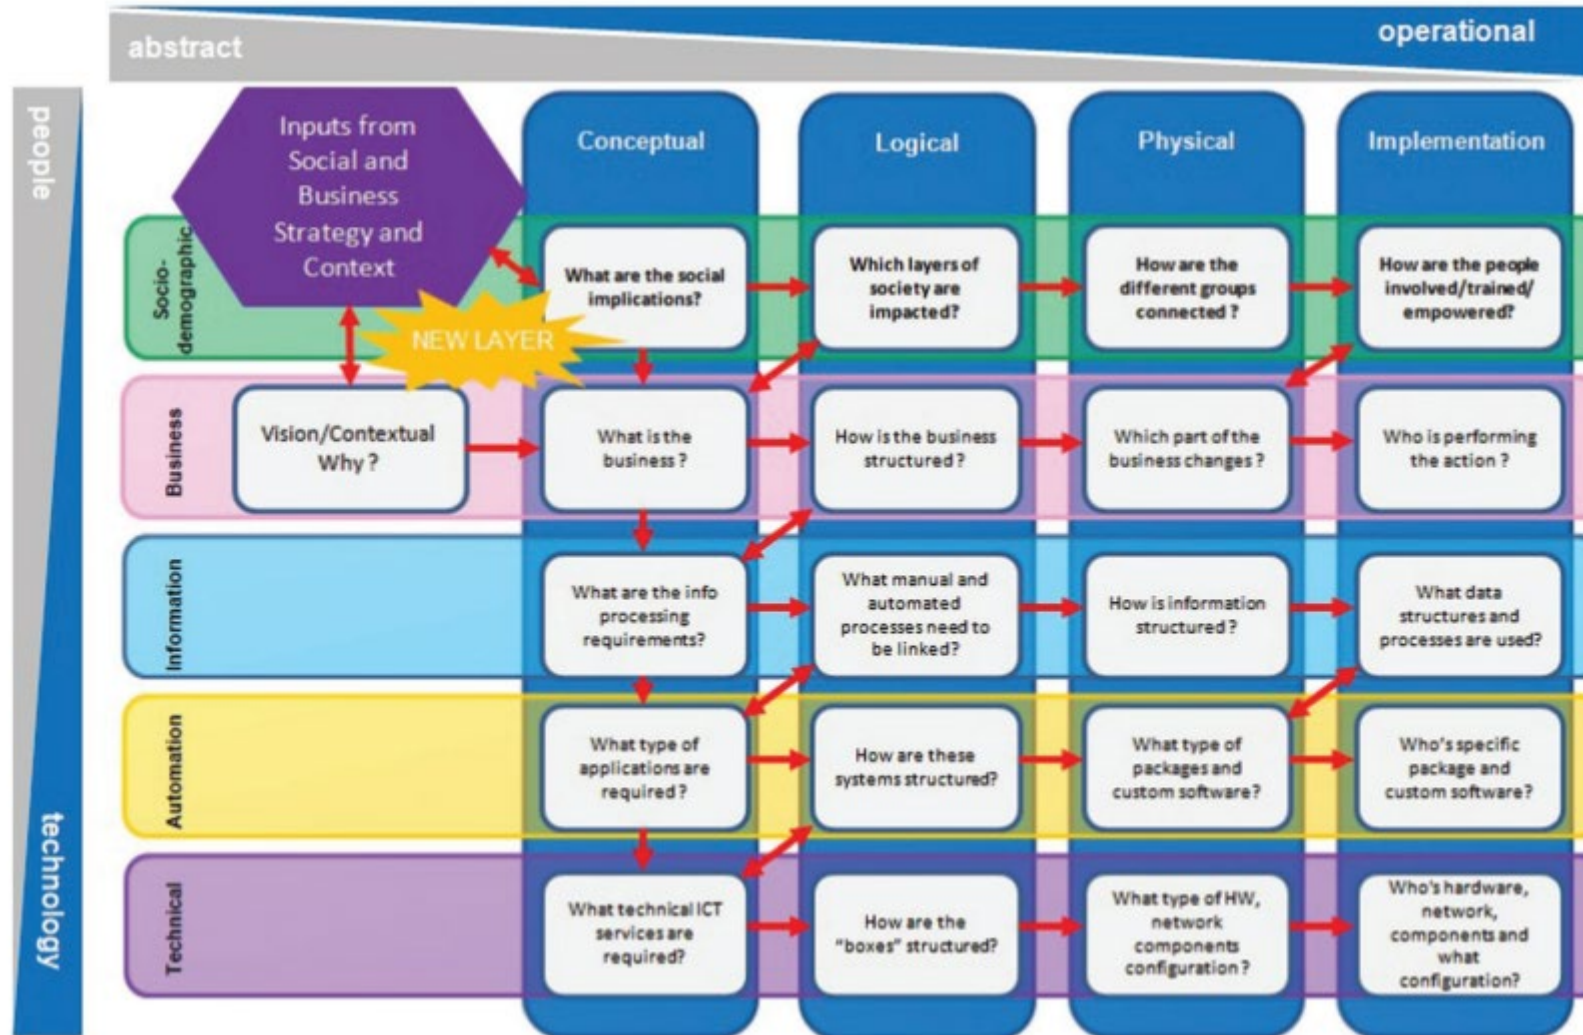 abstract
operational
people
technology
Inputs from
Social and
Business
Strategy and
Context
Conceptual
Logical
Physical
Implementation
Socio-
demographic
What are the social
implications?
Which layers of
society are
impacted?
How are the
different groups
connected ?
How are the people
involved/trained/
empowered?
NEW LAYER
Business
Vision/Contextual
Why ?
What is the
business ?
How is the business
structured ?
Which part of the
business changes ?
Who is performing
the action ?
Information
What are the info
processing
requirements?
What manual and
automated
processes need to
be linked?
How is information
structured ?
What data
structures and
processes are used?
Automation
What type of
applications are
required ?
How are these
systems structured?
What type of
packages and
custom software?
Who's specific
package and
custom software?
Technical
What technical ICT
services are
required?
How are the
"boxes" structured?
What type of HW,
network
components
configuration ?
Who's hardware,
network,
components and
what
configuration?